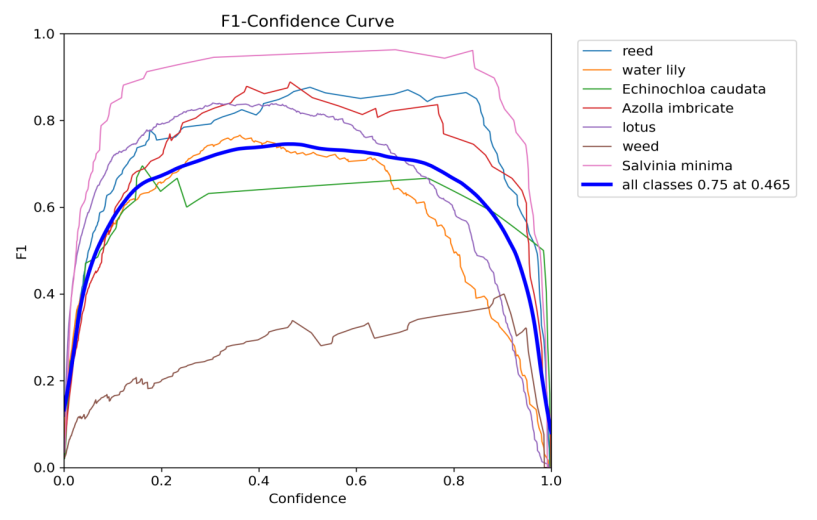 F1-Confidence Curve
1.0
0.8
0.6
0.4
0.2
0.0
F1
0.0 0.2 0.4 0.6 0.8 1.0
Confidence
reed
water lily
Echinochloa caudata
Azolla imbricate
lotus
weed
Salvinia minima
all classes 0.75 at 0.465